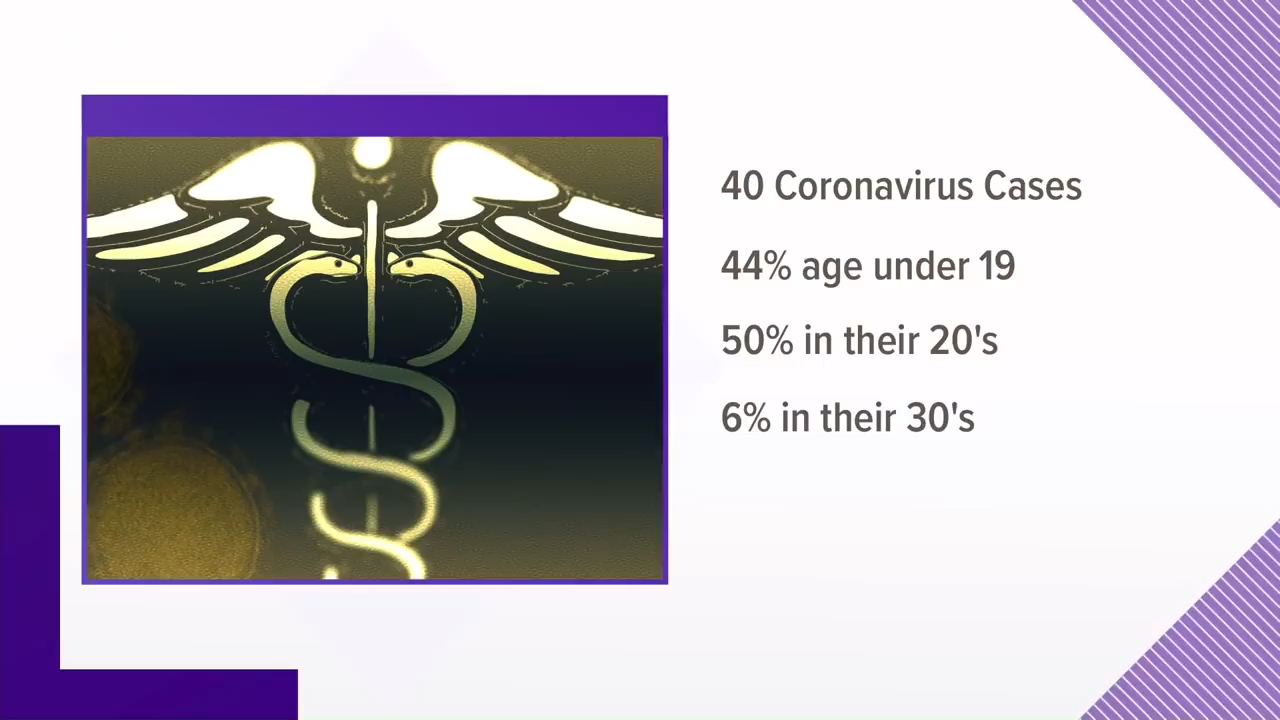 40 Coronavirus Cases
44% age under 19
50% in their 20's
6% in their 30's